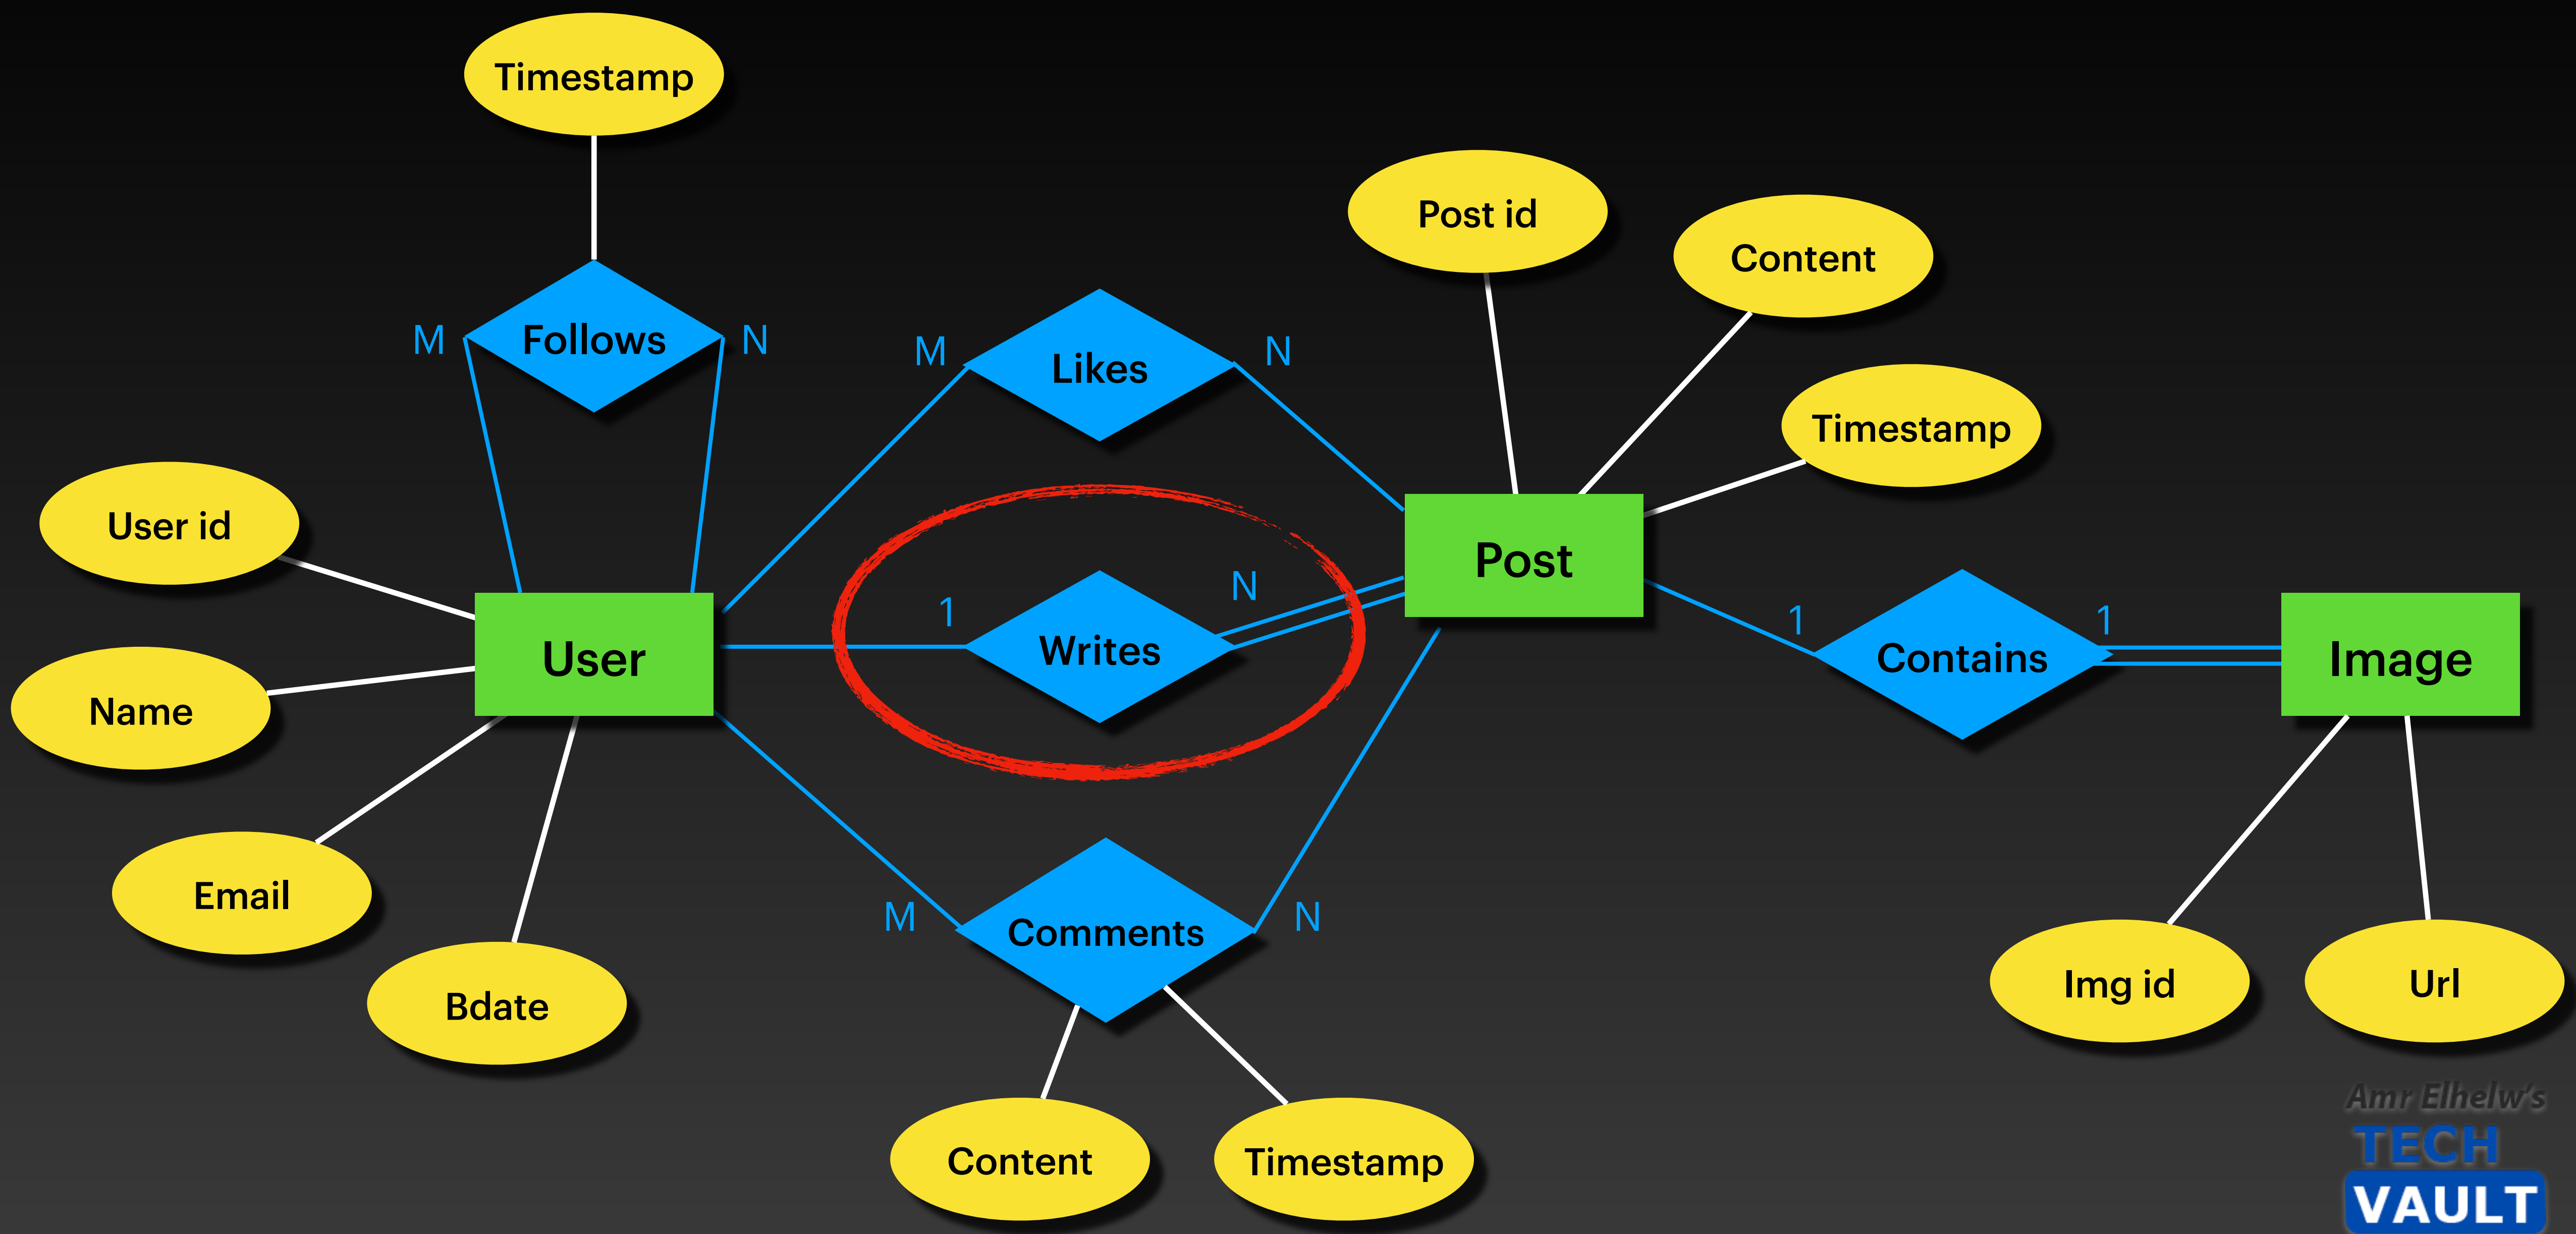 Timestamp
Follows
M
N
User id
Name
Email
Bdate
User
M
Likes
N
1
Writes
N
M
Comments
N
Content
Timestamp
Post id
Content
Timestamp
Post
1
Contains
1
Image
Img id
Url
Amr Elhelw's
TECH
VAULT